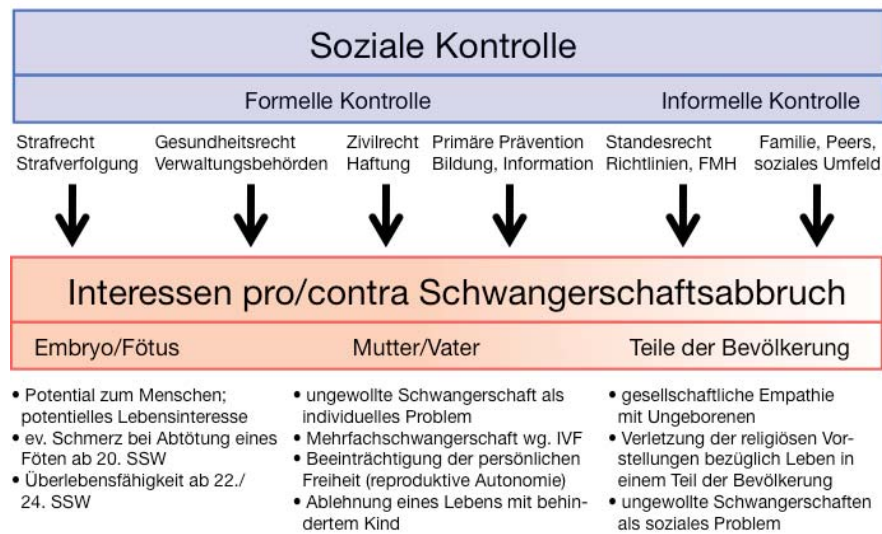 Soziale Kontrolle
Formelle Kontrolle
Informelle Kontrolle
Strafrecht
Strafverfolgung
Gesundheitsrecht
Verwaltungsbehörden
Zivilrecht
Haftung
Primäre Prävention
Bildung, Information
Standesrecht
Richtlinien, FMH
Familie, Peers,
soziales Umfeld
Interessen pro/contra Schwangerschaftsabbruch
Embryo/Fötus
Mutter/Vater
Teile der Bevölkerung
• Potential zum Menschen;
potentielles Lebensinteresse
• ev. Schmerz bei Abtötung eines
Föten ab 20. SSW
• Überlebensfähigkeit ab 22./
24. SSW
• ungewollte Schwangerschaft als
individuelles Problem
• Mehrfachschwangerschaft wg. IVF
• Beeinträchtigung der persönlichen
Freiheit (reproduktive Autonomie)
• Ablehnung eines Lebens mit behin-
dertem Kind
• gesellschaftliche Empathie
mit Ungeborenen
• Verletzung der religiösen Vor-
stellungen bezüglich Leben in
einem Teil der Bevölkerung
• ungewollte Schwangerschaften
als soziales Problem